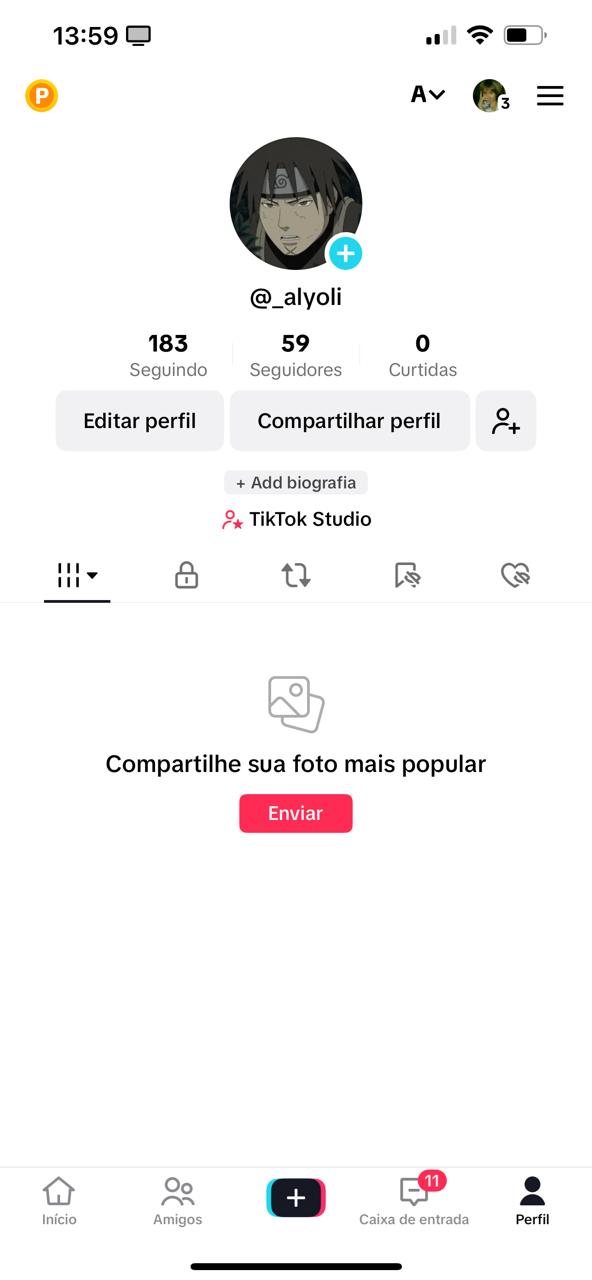 13:59
P
A
3
@_alyoli
183
Seguindo
59
Seguidores
0
Curtidas
Editar perfil
Compartilhar perfil
+ Add biografia
TikTok Studio
Compartilhe sua foto mais popular
Enviar
11
Início
Amigos
Caixa de entrada
Perfil